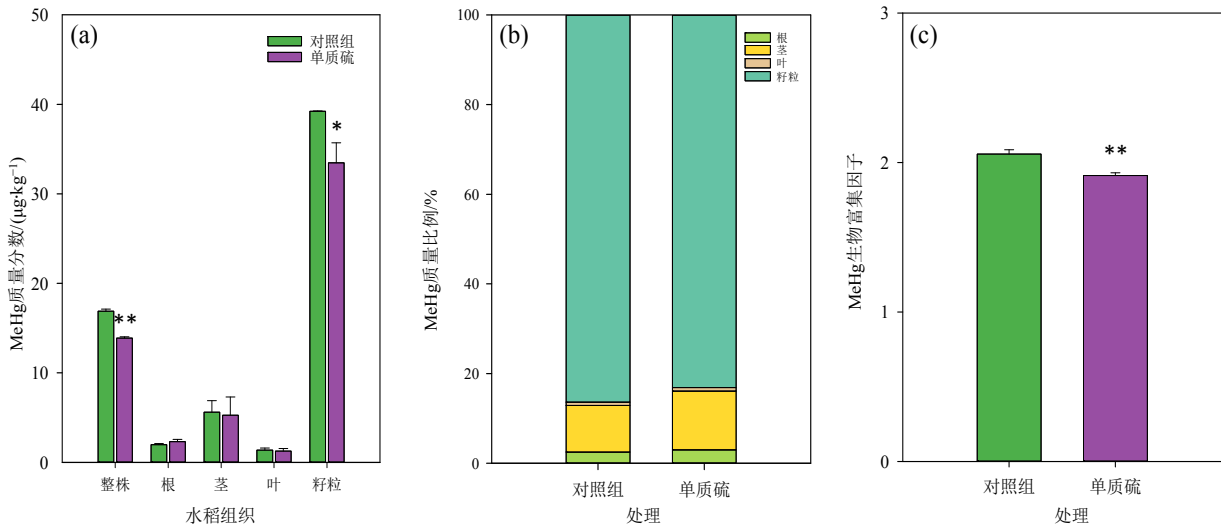 (a)
对照组
单质硫
MeHg质量分数/(μg·kg⁻¹)
50
40
30
20
10
0
**
*
整株 根 茎 叶 籽粒
水稻组织
(b)
根
茎
叶
籽粒
MeHg质量比例/%
100
80
60
40
20
0
对照组 单质硫
处理
(c)
MeHg生物富集因子
3
2
1
0
**
对照组 单质硫
处理